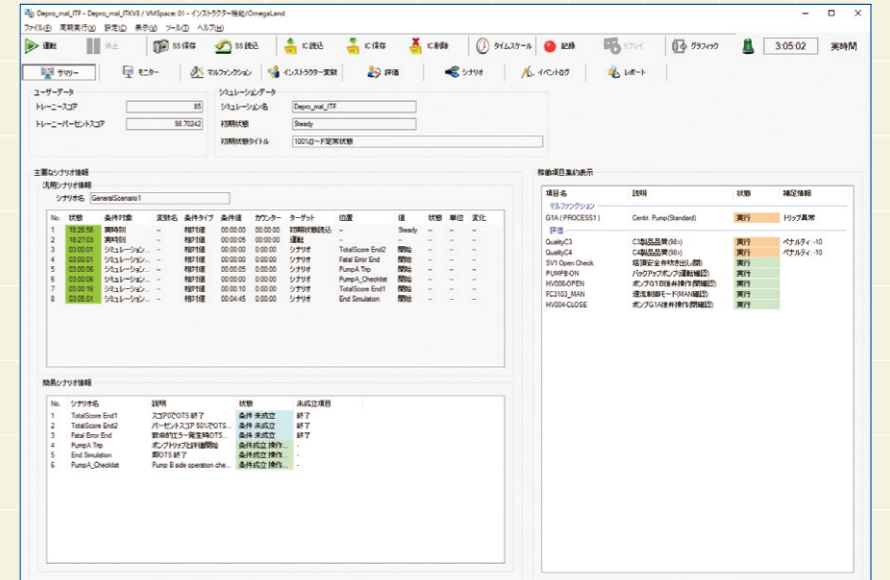 Depro_mal_ITF - Depro_mal_ITKV3 / VMSpace: 01 - インストラクター機能/OmegaLand
ファイル(F) 周期実行(V) 設定(C) 表示(V) ツール(D) ヘルプ(H)
運転 休止 SS保存 SS読込 IC読込 IC保存 IC削除 タイムスケール 記録 リプレイ グラフィック 3:05:02 実時間
サマリー モニター マルファンクション インストラクター変数 評価 シナリオ イベントログ レポート
ユーザーデータ
トレーニースコア 85
トレーニーパーセントスコア 98.70242
シミュレーションデータ
シミュレーション名 Depro_mal_ITF
初期状態 Steady
初期状態タイトル 100%ロード定常状態
主要なシナリオ情報
汎用シナリオ情報
シナリオ名 GeneralScenario1
No. 状態 条件対象 変数名 条件タイプ 条件値 カウンター ターゲット 位置 値 状態 単位 変化
1 18:26:56 実時刻 -- 相対値 00:00:00 00:00:00 初期状態読込 -- Steady -- -- --
2 18:27:03 実時刻 -- 相対値 00:00:05 00:00:00 運転 -- -- -- -- --
3 03:00:01 シミュレーション... -- 相対値 00:00:00 0:00:00 シナリオ TotalScore End2 開始 -- -- --
4 03:00:01 シミュレーション... -- 相対値 00:00:00 0:00:00 シナリオ Fatal Error End 開始 -- -- --
5 03:00:06 シミュレーション... -- 相対値 00:00:05 0:00:00 シナリオ PumpA Trip 開始 -- -- --
6 03:00:06 シミュレーション... -- 相対値 00:00:00 0:00:00 シナリオ PumpA_Checklist 開始 -- -- --
7 03:00:16 シミュレーション... -- 相対値 00:00:10 0:00:00 シナリオ TotalScore End1 開始 -- -- --
8 03:05:01 シミュレーション... -- 相対値 00:04:45 0:00:00 シナリオ End Simulation 開始 -- -- --
簡易シナリオ情報
No. シナリオ名 説明 状態 未成立項目
1 TotalScore End1 スコア0でOTS 終了 条件 未成立 終了
2 TotalScore End2 パーセントスコア 50%でOTS... 条件 未成立 終了
3 Fatal Error End 致命的エラー発生時OTS... 条件 未成立 終了
4 PumpA Trip ポンプトリップと評価開始 条件成立 操作... -
5 End Simulation 即OTS 終了 条件成立 操作... -
6 PumpA_Checklist Pump B side operation che... 条件成立 操作... -
稼働項目集約表示
項目名 説明 状態 補足情報
マルファンクション
G1A ( PROCESS1 ) Centri. Pump(Standard) 実行 トリップ異常
評価
QualityC3 C3製品品質(98>) 実行 ペナルティ: -10
QualityC4 C4製品品質(98>) 実行 ペナルティ: -10
SV1 Open Check 塔頂安全弁吹き出し(開) 実行
PUMPB-ON バックアップポンプ(運転確認) 実行
HV006-OPEN ポンプG1B後弁操作(開確認) 実行
FC3103_MAN 還流制御モード(MAN確認) 実行
HV004-CLOSE ポンプG1A後弁操作(閉確認) 実行